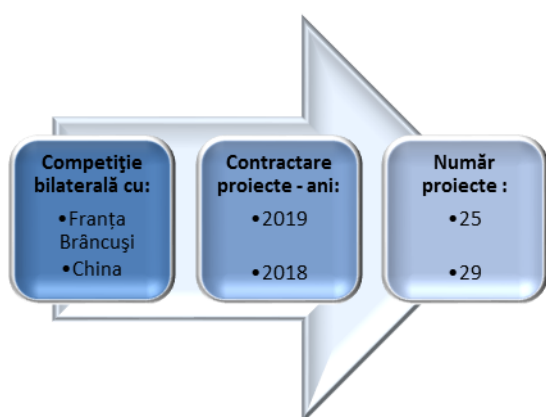 Competiţie
bilaterală cu:
•Franța
Brâncuşi
•China
Contractare
proiecte - ani:
•2019
•2018
Număr
proiecte :
•25
•29